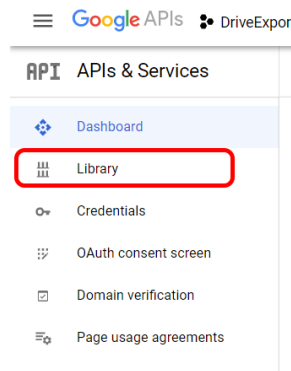 Google APIs DriveExpor
API APIs & Services
Dashboard
Library
Credentials
OAuth consent screen
Domain verification
Page usage agreements